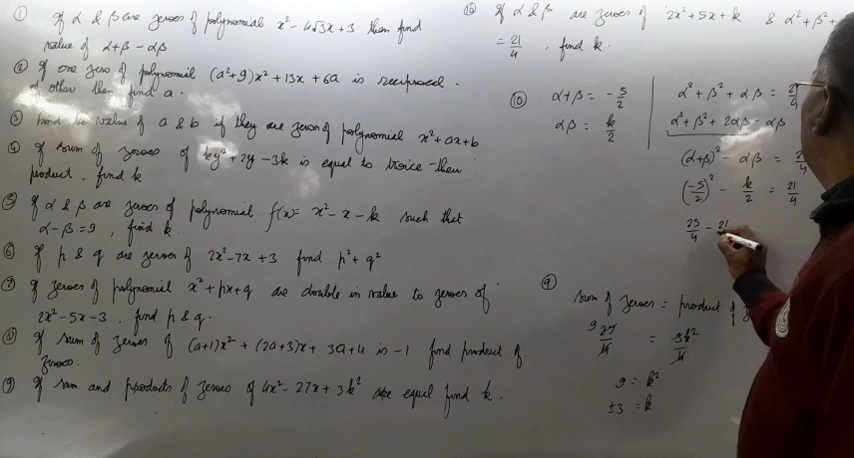 ① If α & β are zeroes of polynomial x² - 4√3x + 3 then find
value of α+β - αβ
② If one zero of polynomial (a²+9)x² + 13x + 6a is reciprocal
of other then find a.
③ Find the value of a & b if they are zeroes of polynomial x² + ax + b
④ If sum of zeroes of ky² + 2y - 3k is equal to twice their
product, find k
⑤ If α & β are zeroes of polynomial f(x) = x² - x - k such that
α - β = 9, find k.
⑥ If p & q are zeroes of 2x² - 7x + 3 find p² + q²
⑦ If zeroes of polynomial x² + px + q are double in value to zeroes of
2x² - 5x - 3, find p & q.
⑧ If sum of zeroes of (a+1)x² + (2a+3)x + 3a+4 is -1 find product of
zeroes.
⑨ If sum and products of zeroes of 4x² - 27x + 3k² are equal find k.
⑩ If α & β are zeroes of 2x² + 5x + k & α² + β² +
= 21/4, find k.
⑩ α+β = -5/2
αβ = k/2
α² + β² + αβ = 21/4
α² + β² + 2αβ - αβ
(α+β)² - αβ =
(-5/2)² - k/2 = 21/4
25/4 - 21
⑨ Sum of zeroes = product of
9 27/4 = 3k²/4
9 = k²
±3 = k